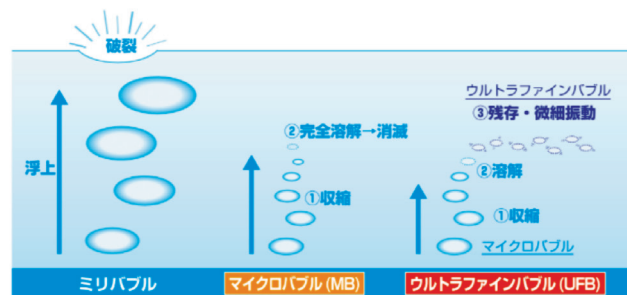 破裂
浮上
ミリバブル
②完全溶解→消滅
①収縮
マイクロバブル(MB)
ウルトラファインバブル
③残存・微細振動
②溶解
①収縮
マイクロバブル
ウルトラファインバブル(UFB)